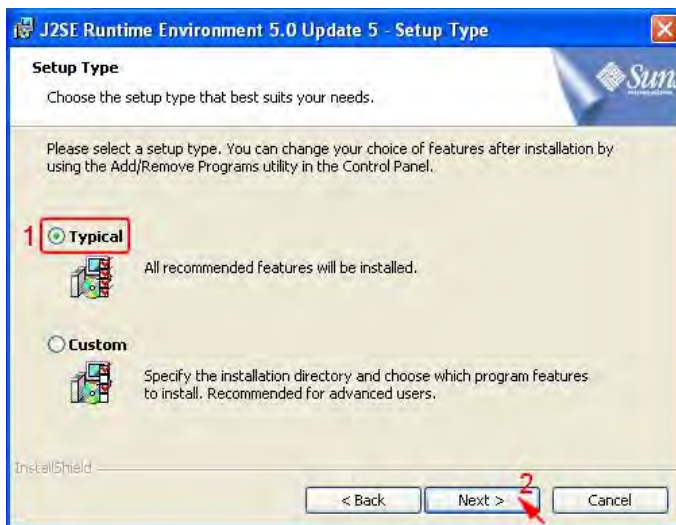 J2SE Runtime Environment 5.0 Update 5 - Setup Type
Setup Type
Choose the setup type that best suits your needs.
Sun
Please select a setup type. You can change your choice of features after installation by
using the Add/Remove Programs utility in the Control Panel.
1 Typical
All recommended features will be installed.
Custom
Specify the installation directory and choose which program features
to install. Recommended for advanced users.
InstallShield
< Back
Next >
2
Cancel